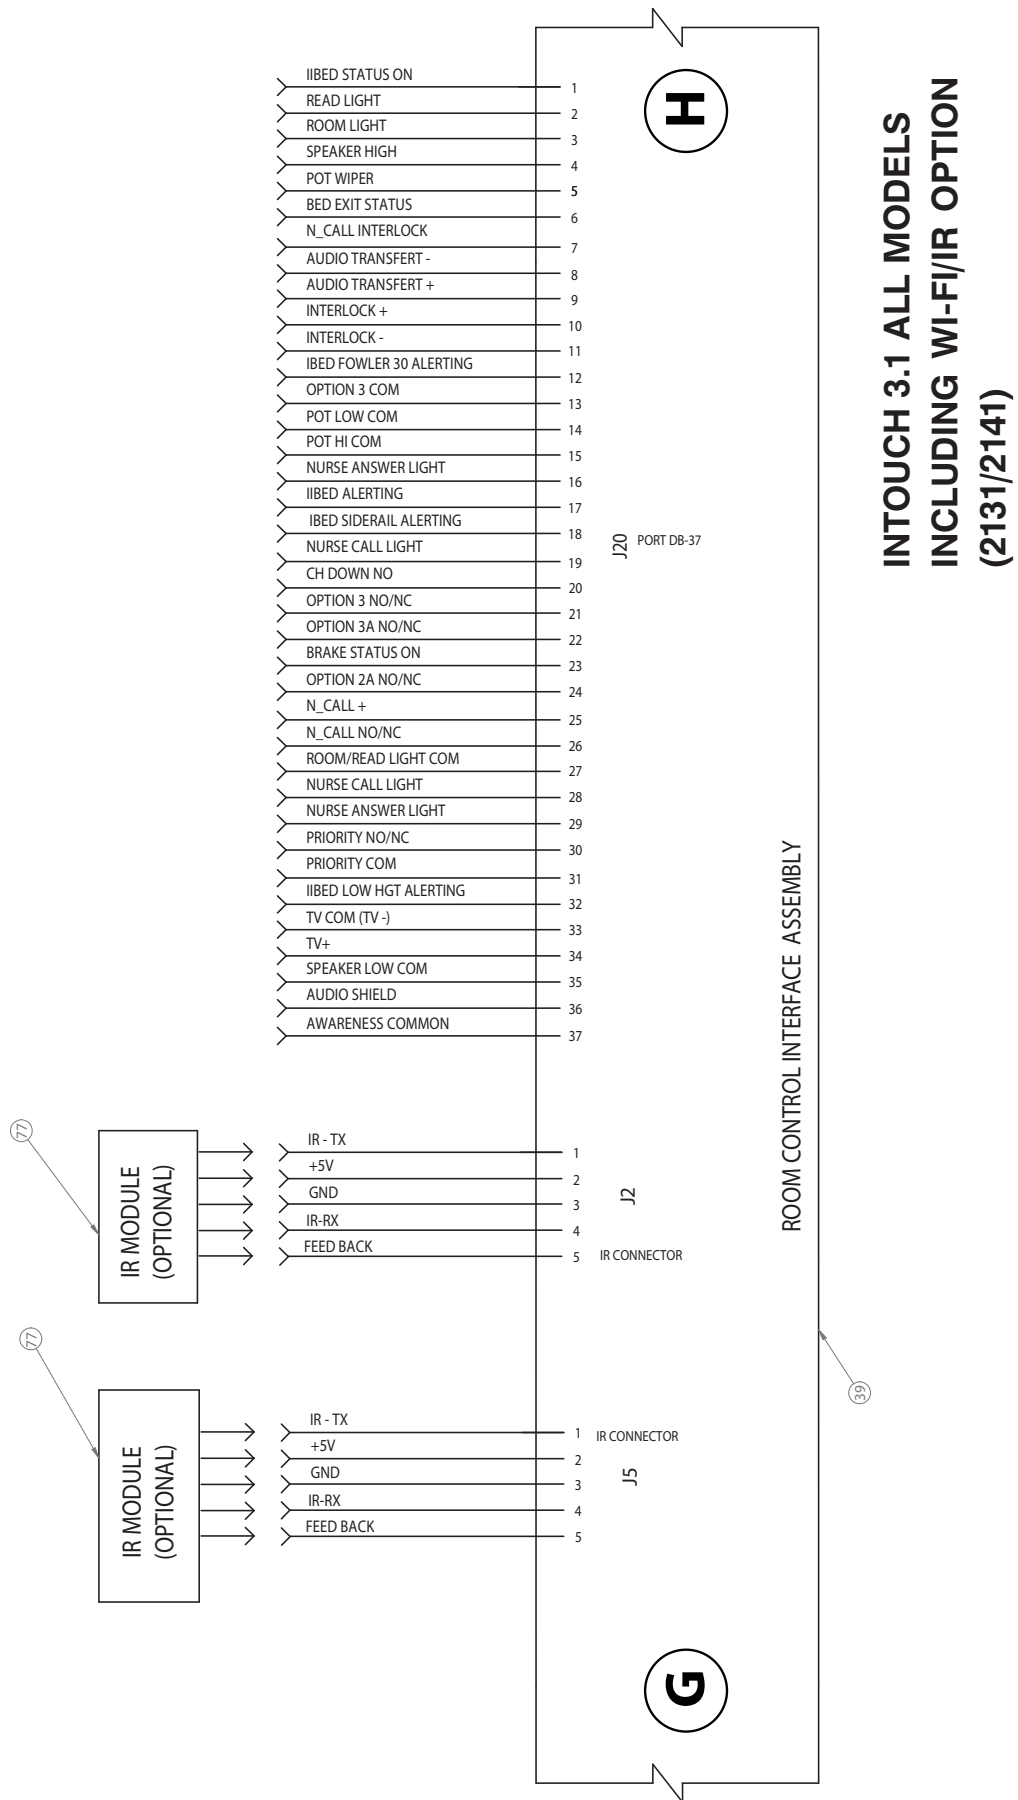 IIBED STATUS ON
1
READ LIGHT
2
ROOM LIGHT
3
SPEAKER HIGH
4
POT WIPER
5
BED EXIT STATUS
6
N_CALL INTERLOCK
7
AUDIO TRANSFERT -
8
AUDIO TRANSFERT +
9
INTERLOCK +
10
INTERLOCK -
11
IBED FOWLER 30 ALERTING
12
OPTION 3 COM
13
POT LOW COM
14
POT HI COM
15
NURSE ANSWER LIGHT
16
IIBED ALERTING
17
IBED SIDERAIL ALERTING
18
NURSE CALL LIGHT
19
CH DOWN NO
20
OPTION 3 NO/NC
21
OPTION 3A NO/NC
22
BRAKE STATUS ON
23
OPTION 2A NO/NC
24
N_CALL +
25
N_CALL NO/NC
26
ROOM/READ LIGHT COM
27
NURSE CALL LIGHT
28
NURSE ANSWER LIGHT
29
PRIORITY NO/NC
30
PRIORITY COM
31
IIBED LOW HGT ALERTING
32
TV COM (TV -)
33
TV+
34
SPEAKER LOW COM
35
AUDIO SHIELD
36
AWARENESS COMMON
37
J20
PORT DB-37
H
INTOUCH 3.1 ALL MODELS
INCLUDING WI-FI/IR OPTION
(2131/2141)
77
IR MODULE
(OPTIONAL)
IR - TX
1
+5V
2
GND
3
IR-RX
4
FEED BACK
5
J2
IR CONNECTOR
ROOM CONTROL INTERFACE ASSEMBLY
77
IR MODULE
(OPTIONAL)
IR - TX
1
+5V
2
GND
3
IR-RX
4
FEED BACK
5
IR CONNECTOR
J5
39
G